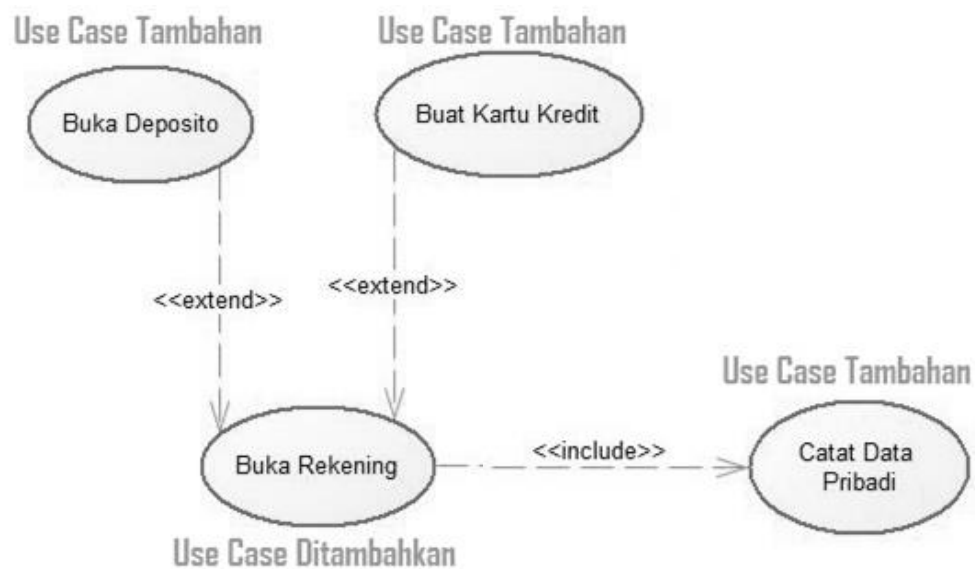 Use Case Tambahan
Use Case Tambahan
Buka Deposito
Buat Kartu Kredit
<<extend>>
<<extend>>
Use Case Tambahan
Buka Rekening
<<include>>
Catat Data
Pribadi
Use Case Ditambahkan